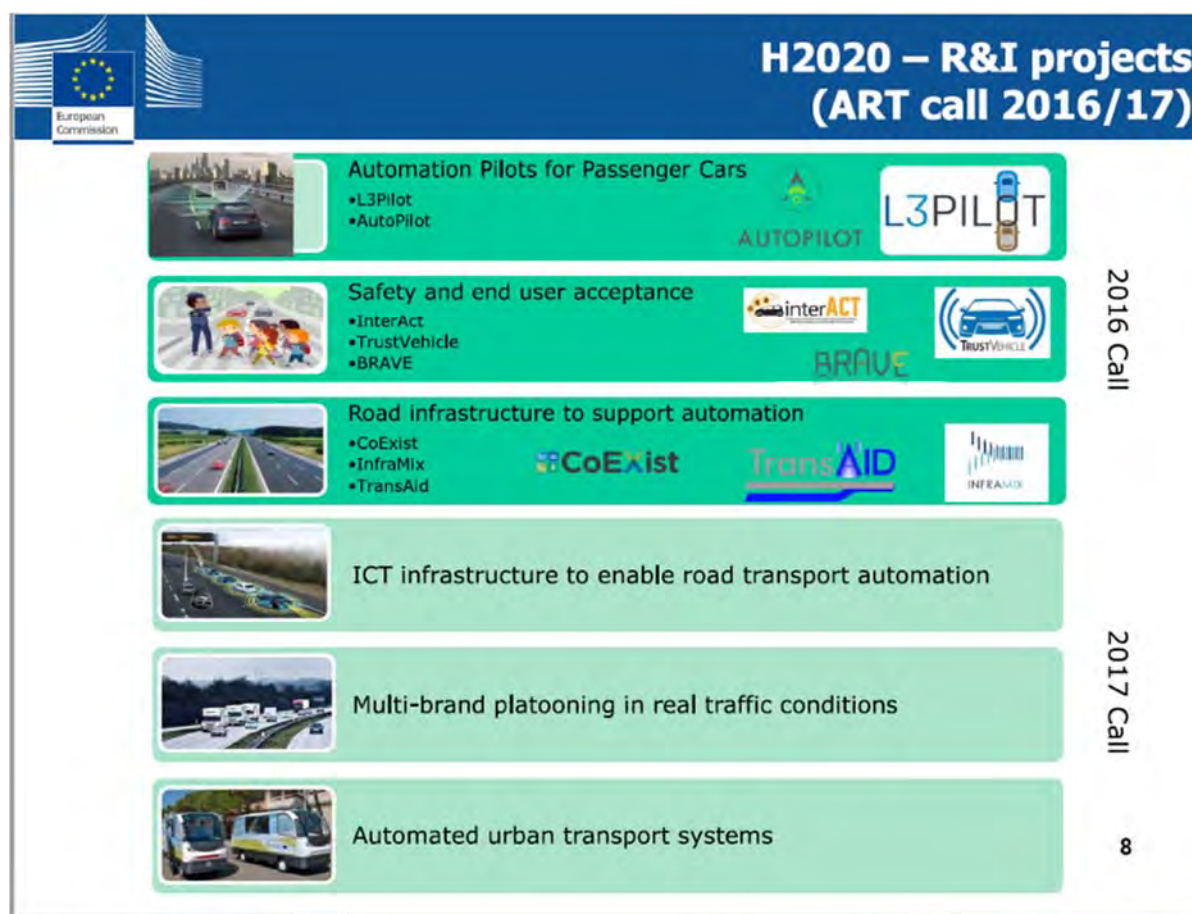 European
Commission
H2020 – R&I projects
(ART call 2016/17)
Automation Pilots for Passenger Cars
•L3Pilot
•AutoPilot
AUTOPILOT
L3PILOT
Safety and end user acceptance
•InterAct
•TrustVehicle
•BRAVE
interACT
BRAVE
TRUSTVEHICLE
Road infrastructure to support automation
•CoExist
•InfraMix
•TransAid
CoEXist
TransAID
INFRAMIX
2016 Call
ICT infrastructure to enable road transport automation
Multi-brand platooning in real traffic conditions
Automated urban transport systems
2017 Call
8